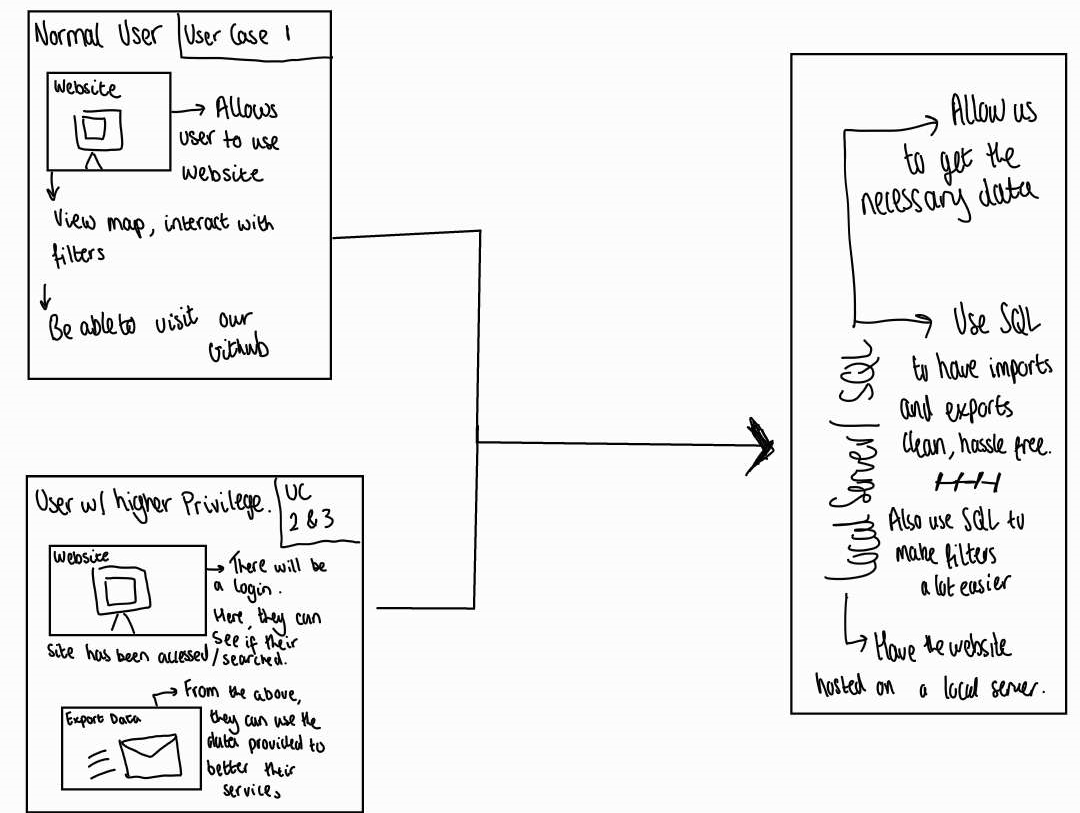 Normal User
User Case 1
Website
→ Allows
user to use
website
View map, interact with
filters
Be able to visit our
Github
User w/ higher Privilege.
UC
2 & 3
Website
→ There will be
a login.
Here, they can
see if their
site has been accessed / searched.
→ From the above,
they can use the
data provided to
better their
services
Export Data
Local Server / SQL
Allow us
to get the
necessary data
Use SQL
to have imports
and exports
clean, hassle free.
Also use SQL to
make filters
a lot easier
Have the website
hosted on a local server.